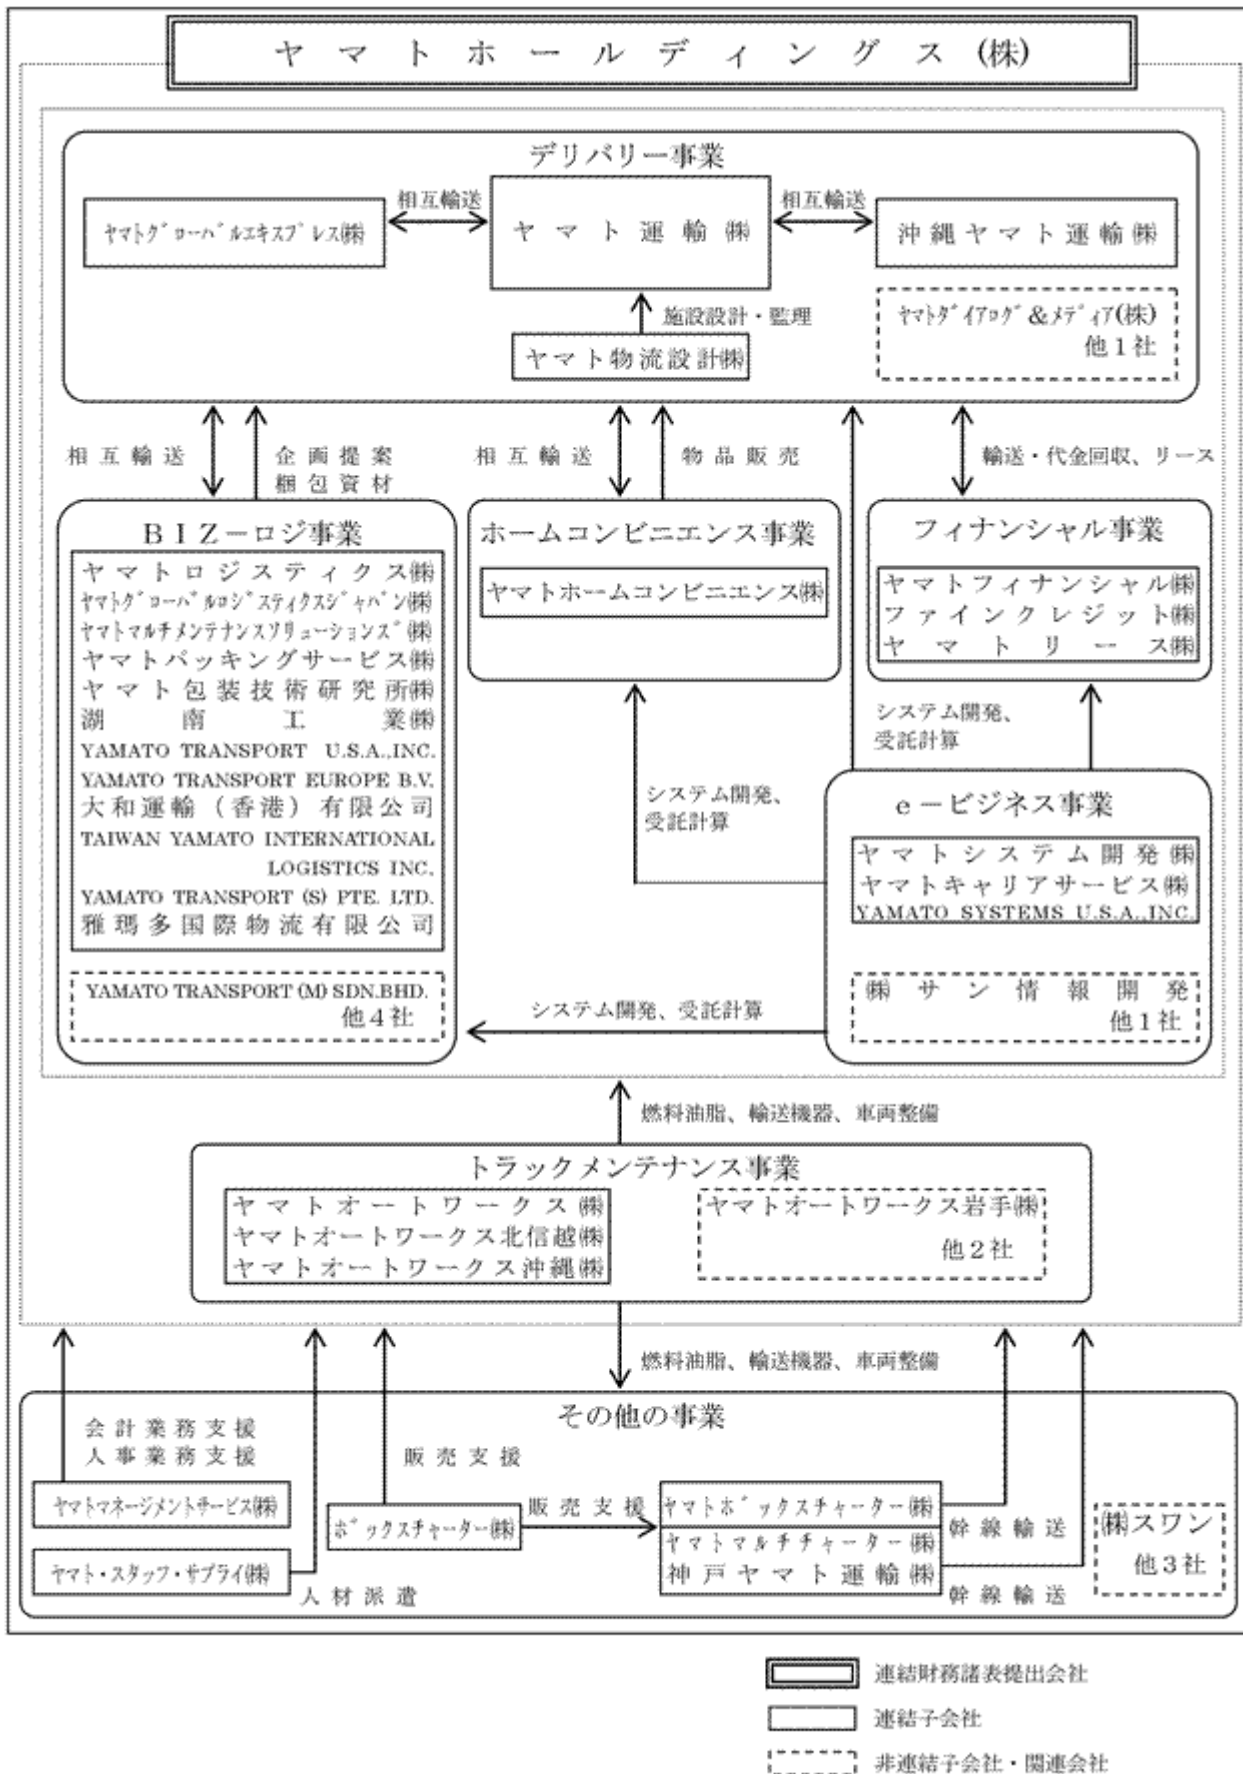 ヤマトホールディングス(株)
デリバリー事業
ヤマトグローバルエキスプレス㈱
相互輸送
ヤマト運輸㈱
相互輸送
沖縄ヤマト運輸㈱
施設設計・監理
ヤマト物流設計㈱
ヤマトダイアログ&メディア(株)
他1社
相互輸送
企画提案
梱包資材
相互輸送
物品販売
輸送・代金回収、リース
BIZ-ロジ事業
ヤマトロジスティクス㈱
ヤマトグローバルロジスティクスジャパン㈱
ヤマトマルチメンテナンスソリューションズ㈱
ヤマトパッキングサービス㈱
ヤマト包装技術研究所㈱
湖南工業㈱
YAMATO TRANSPORT U.S.A.,INC.
YAMATO TRANSPORT EUROPE B.V.
大和運輸(香港)有限公司
TAIWAN YAMATO INTERNATIONAL
LOGISTICS INC.
YAMATO TRANSPORT (S) PTE. LTD.
雅瑪多国際物流有限公司
YAMATO TRANSPORT (M) SDN.BHD.
他4社
ホームコンビニエンス事業
ヤマトホームコンビニエンス㈱
フィナンシャル事業
ヤマトフィナンシャル㈱
ファインクレジット㈱
ヤマトリース㈱
システム開発、
受託計算
システム開発、
受託計算
e-ビジネス事業
ヤマトシステム開発㈱
ヤマトキャリアサービス㈱
YAMATO SYSTEMS U.S.A.,INC.
㈱サン情報開発
他1社
システム開発、受託計算
燃料油脂、輸送機器、車両整備
トラックメンテナンス事業
ヤマトオートワークス㈱
ヤマトオートワークス北信越㈱
ヤマトオートワークス沖縄㈱
ヤマトオートワークス岩手㈱
他2社
燃料油脂、輸送機器、車両整備
その他の事業
会計業務支援
人事業務支援
販売支援
ヤマトマネージメントサービス㈱
ヤマト・スタッフ・サプライ㈱
人材派遣
ボックスチャーター㈱
販売支援
ヤマトボックスチャーター㈱
ヤマトマルチチャーター㈱
神戸ヤマト運輸㈱
幹線輸送
幹線輸送
㈱スワン
他3社
連結財務諸表提出会社
連結子会社
非連結子会社・関連会社